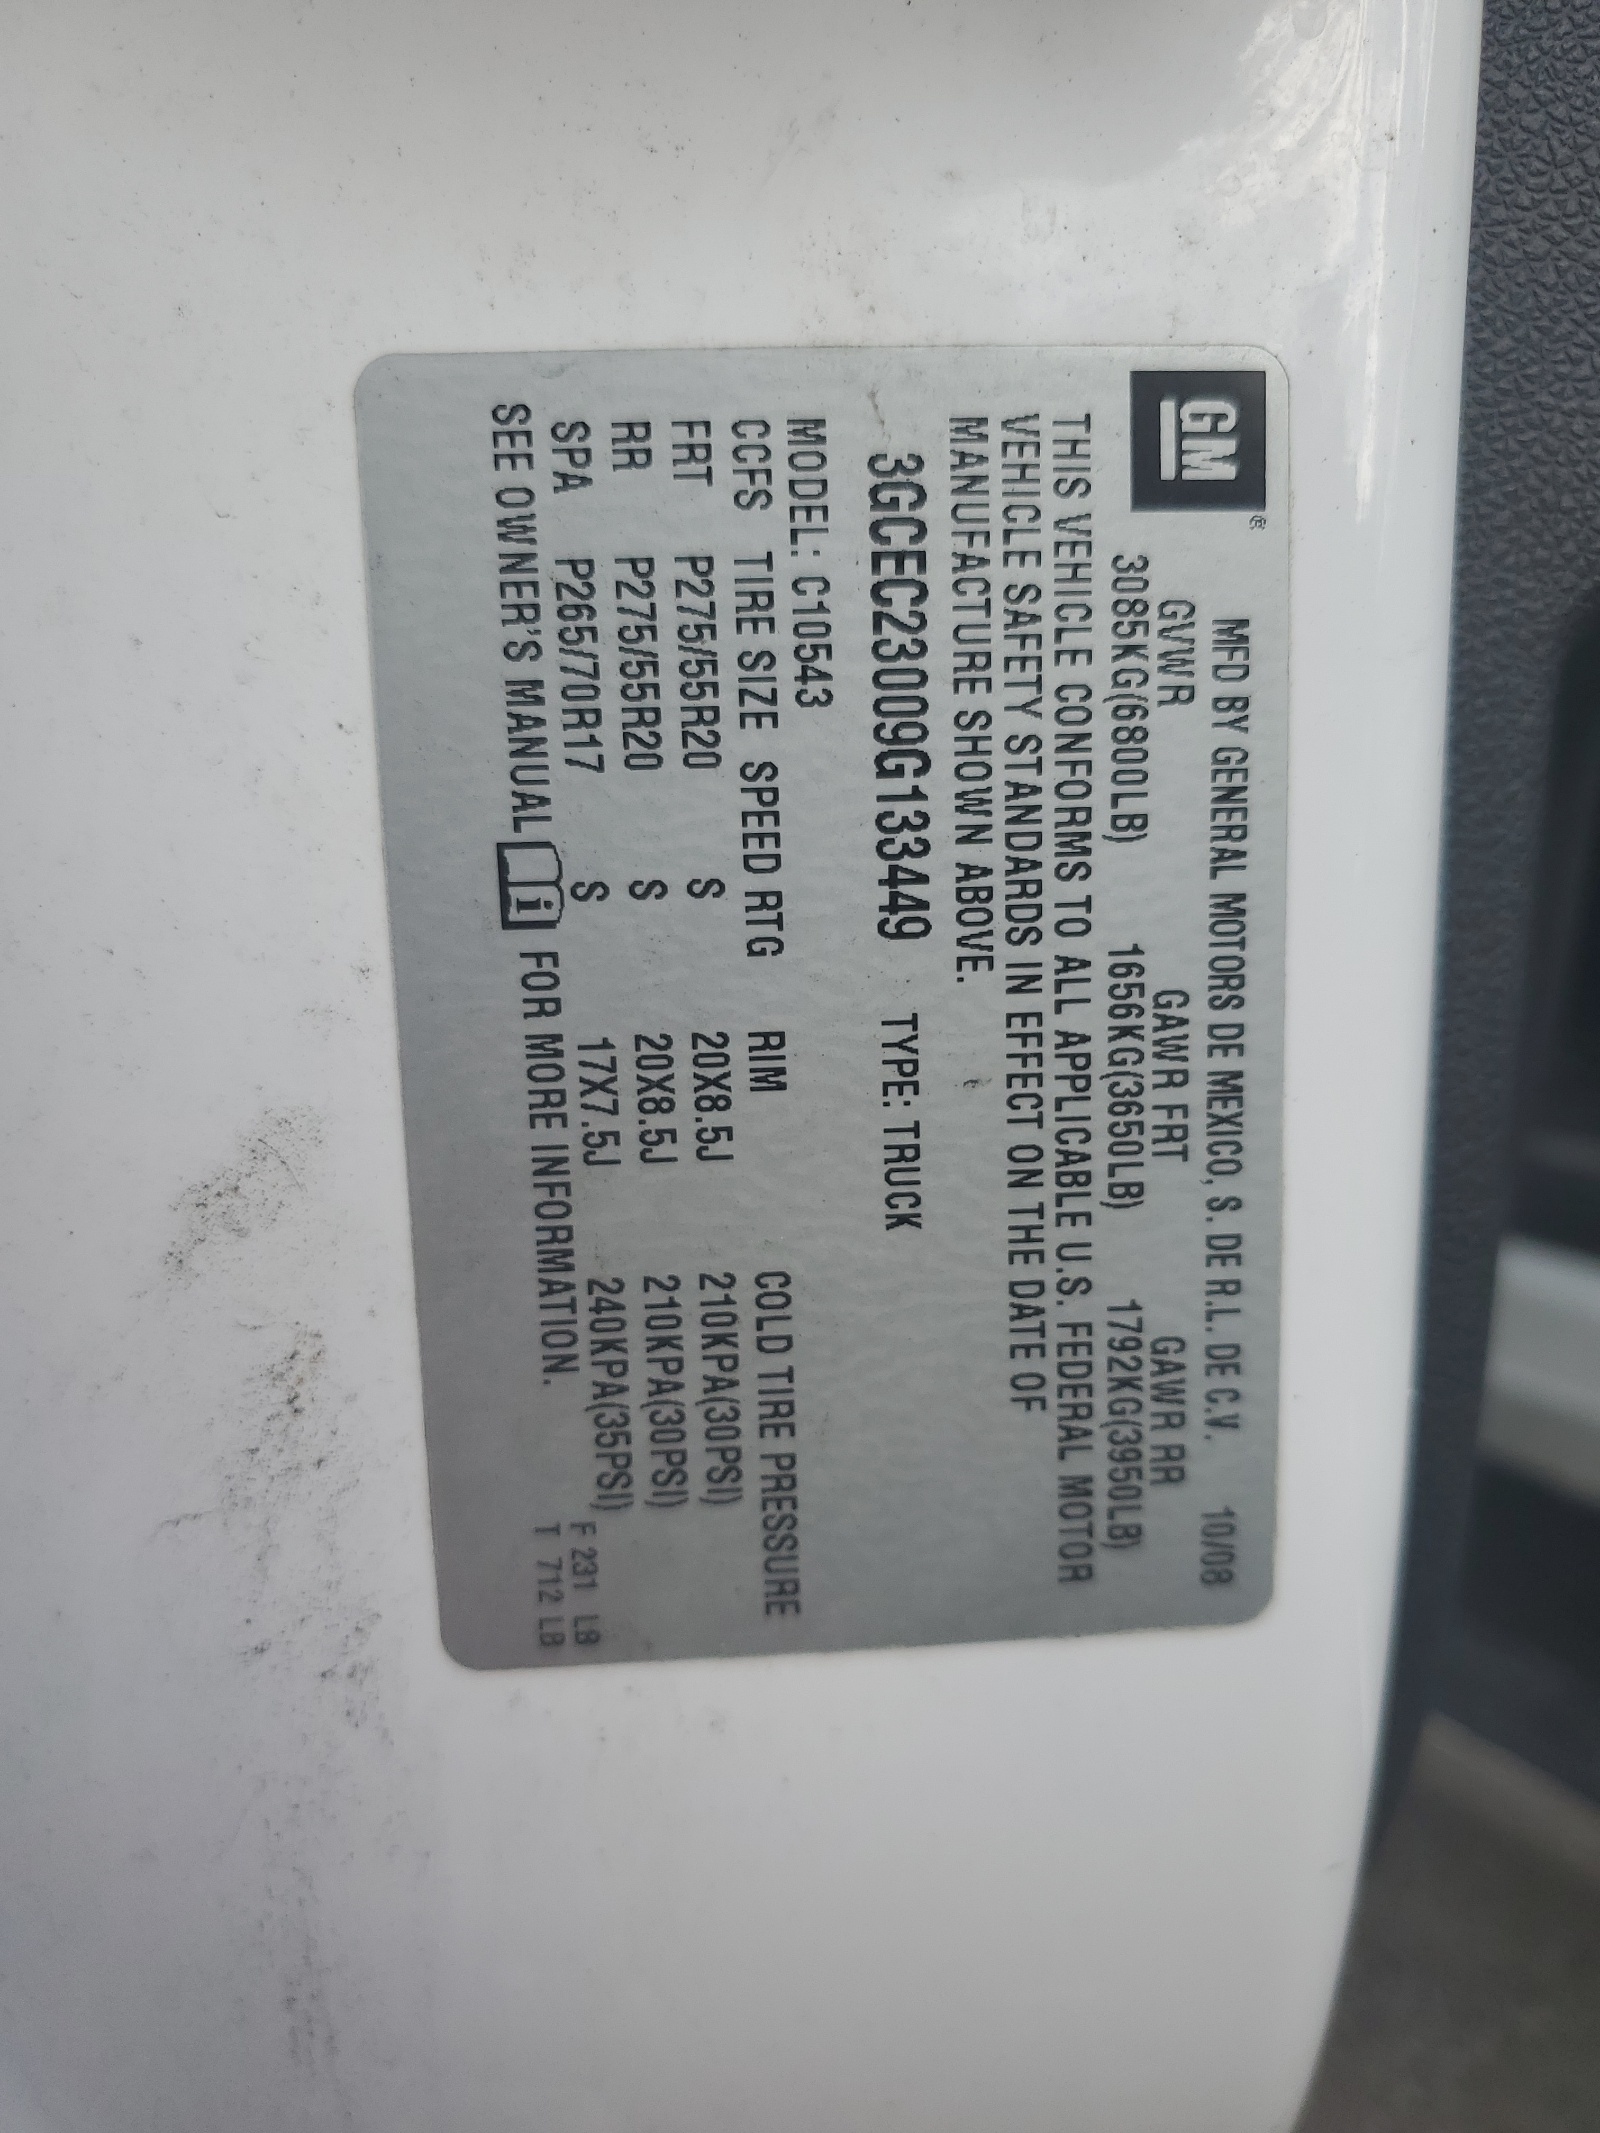 GM®
MFD BY GENERAL MOTORS DE MEXICO, S. DE R.L. DE C.V. 10/08
GVWR GAWR FRT GAWR RR
3085KG(6800LB) 1656KG(3650LB) 1792KG(3950LB)
THIS VEHICLE CONFORMS TO ALL APPLICABLE U.S. FEDERAL MOTOR
VEHICLE SAFETY STANDARDS IN EFFECT ON THE DATE OF
MANUFACTURE SHOWN ABOVE.
3GCEC23009G133449 TYPE: TRUCK
MODEL: C10543
CCFS TIRE SIZE SPEED RTG RIM COLD TIRE PRESSURE
FRT P275/55R20 S 20X8.5J 210KPA(30PSI)
RR P275/55R20 S 20X8.5J 210KPA(30PSI)
SPA P265/70R17 S 17X7.5J 240KPA(35PSI)
SEE OWNER'S MANUAL i FOR MORE INFORMATION.
F 231 LB
T 712 LB